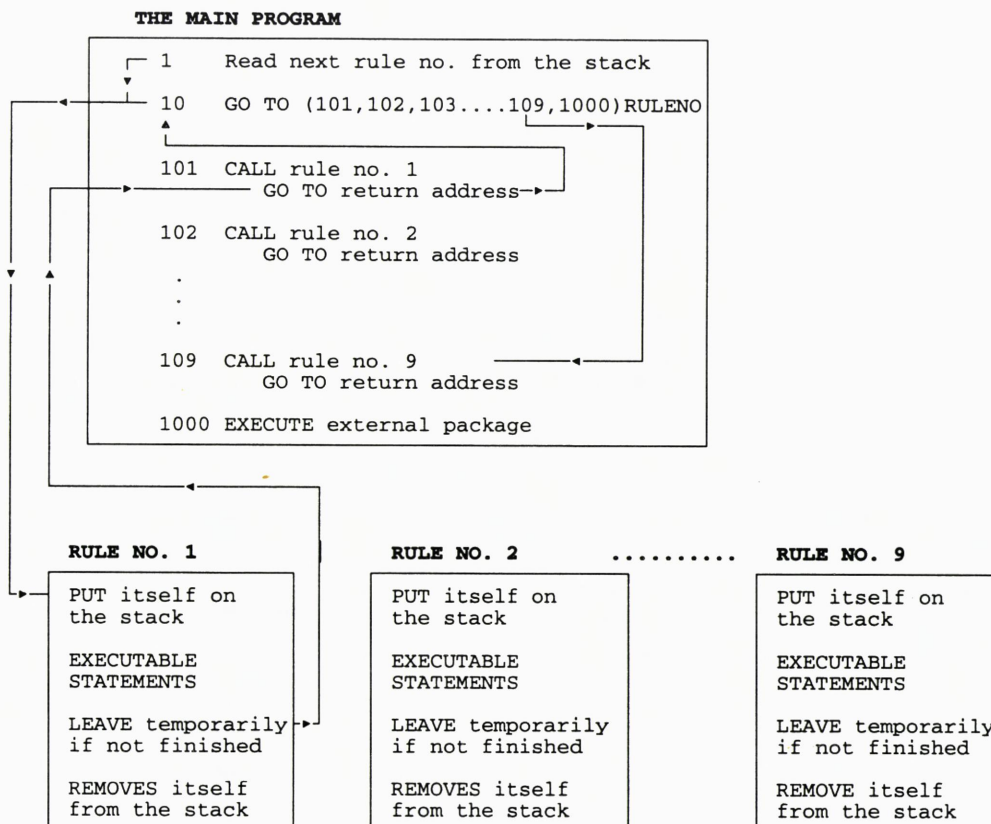 THE MAIN PROGRAM
1 Read next rule no. from the stack
10 GO TO (101,102,103....109,1000)RULENO
101 CALL rule no. 1
GO TO return address
102 CALL rule no. 2
GO TO return address
.
.
.
109 CALL rule no. 9
GO TO return address
1000 EXECUTE external package
RULE NO. 1
PUT itself on
the stack
EXECUTABLE
STATEMENTS
LEAVE temporarily
if not finished
REMOVES itself
from the stack
RULE NO. 2
PUT itself on
the stack
EXECUTABLE
STATEMENTS
LEAVE temporarily
if not finished
REMOVES itself
from the stack
..........
RULE NO. 9
PUT itself on
the stack
EXECUTABLE
STATEMENTS
LEAVE temporarily
if not finished
REMOVE itself
from the stack